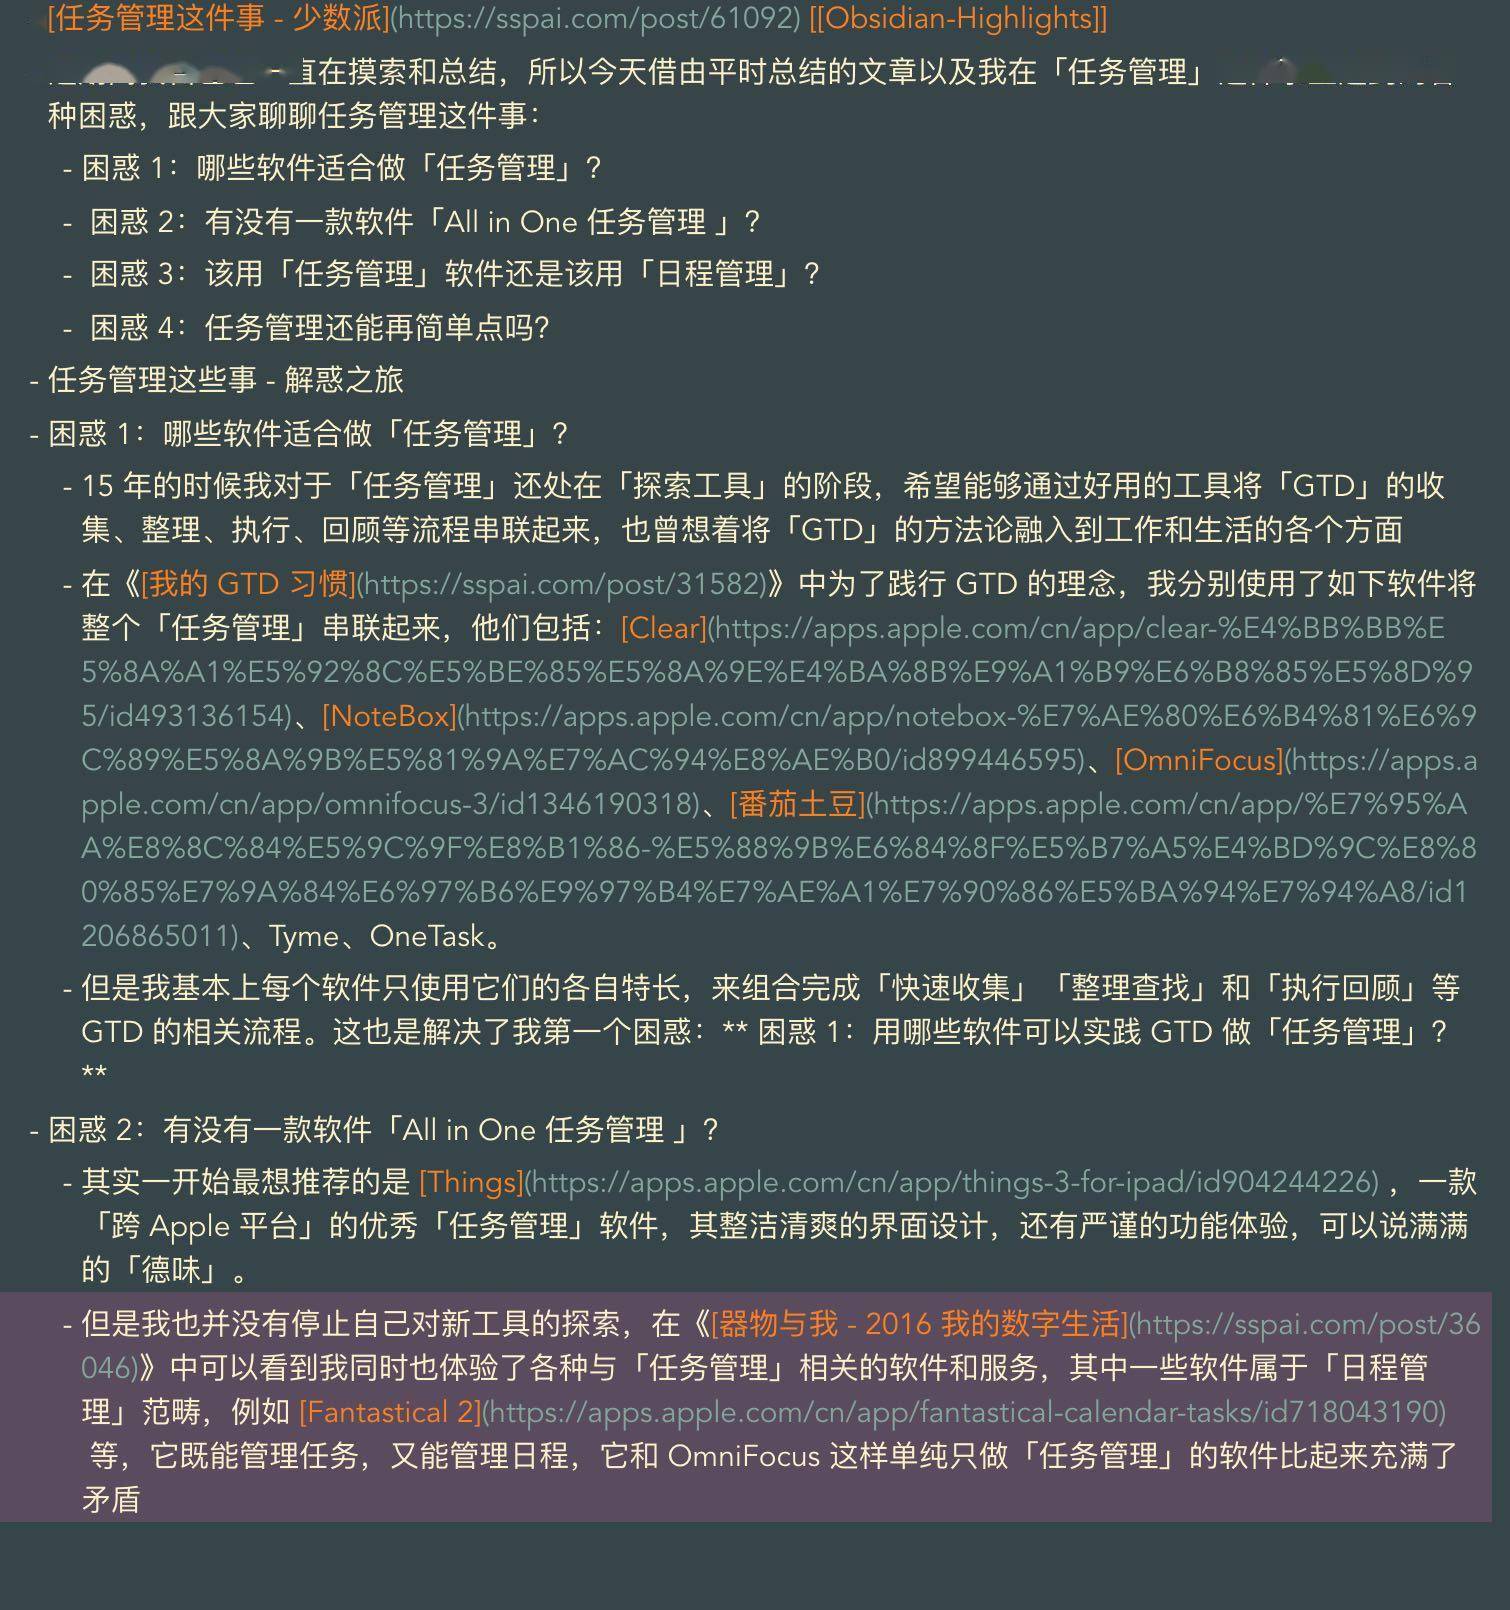 [任务管理这件事 - 少数派](https://sspai.com/post/61092) [[Obsidian-Highlights]]
直在摸索和总结，所以今天借由平时总结的文章以及我在「任务管理」
种困惑，跟大家聊聊任务管理这件事：
- 困惑 1：哪些软件适合做「任务管理」？
- 困惑 2：有没有一款软件「All in One 任务管理 」？
- 困惑 3：该用「任务管理」软件还是该用「日程管理」？
- 困惑 4：任务管理还能再简单点吗？
- 任务管理这些事 - 解惑之旅
- 困惑 1：哪些软件适合做「任务管理」？
- 15 年的时候我对于「任务管理」还处在「探索工具」的阶段，希望能够通过好用的工具将「GTD」的收
集、整理、执行、回顾等流程串联起来，也曾想着将「GTD」的方法论融入到工作和生活的各个方面
- 在《[我的 GTD 习惯](https://sspai.com/post/31582)》中为了践行 GTD 的理念，我分别使用了如下软件将
整个「任务管理」串联起来，他们包括：[Clear](https://apps.apple.com/cn/app/clear-%E4%BB%BB%E
5%8A%A1%E5%92%8C%E5%BE%85%E5%8A%9E%E4%BA%8B%E9%A1%B9%E6%B8%85%E5%8D%9
5/id493136154)、[NoteBox](https://apps.apple.com/cn/app/notebox-%E7%AE%80%E6%B4%81%E6%9
C%89%E5%8A%9B%E5%81%9A%E7%AC%94%E8%AE%B0/id899446595)、[OmniFocus](https://apps.a
pple.com/cn/app/omnifocus-3/id1346190318)、[番茄土豆](https://apps.apple.com/cn/app/%E7%95%A
A%E8%8C%84%E5%9C%9F%E8%B1%86-%E5%88%9B%E6%84%8F%E5%B7%A5%E4%BD%9C%E8%8
0%85%E7%9A%84%E6%97%B6%E9%97%B4%E7%AE%A1%E7%90%86%E5%BA%94%E7%94%A8/id1
206865011)、Tyme、OneTask。
- 但是我基本上每个软件只使用它们的各自特长，来组合完成「快速收集」「整理查找」和「执行回顾」等
GTD 的相关流程。这也是解决了我第一个困惑：** 困惑 1：用哪些软件可以实践 GTD 做「任务管理」？
**
- 困惑 2：有没有一款软件「All in One 任务管理 」？
- 其实一开始最想推荐的是 [Things](https://apps.apple.com/cn/app/things-3-for-ipad/id904244226) ，一款
「跨 Apple 平台」的优秀「任务管理」软件，其整洁清爽的界面设计，还有严谨的功能体验，可以说满满
的「德味」。
- 但是我也并没有停止自己对新工具的探索，在《[器物与我 - 2016 我的数字生活](https://sspai.com/post/36
046)》中可以看到我同时也体验了各种与「任务管理」相关的软件和服务，其中一些软件属于「日程管
理」范畴，例如 [Fantastical 2](https://apps.apple.com/cn/app/fantastical-calendar-tasks/id718043190)
等，它既能管理任务，又能管理日程，它和 OmniFocus 这样单纯只做「任务管理」的软件比起来充满了
矛盾